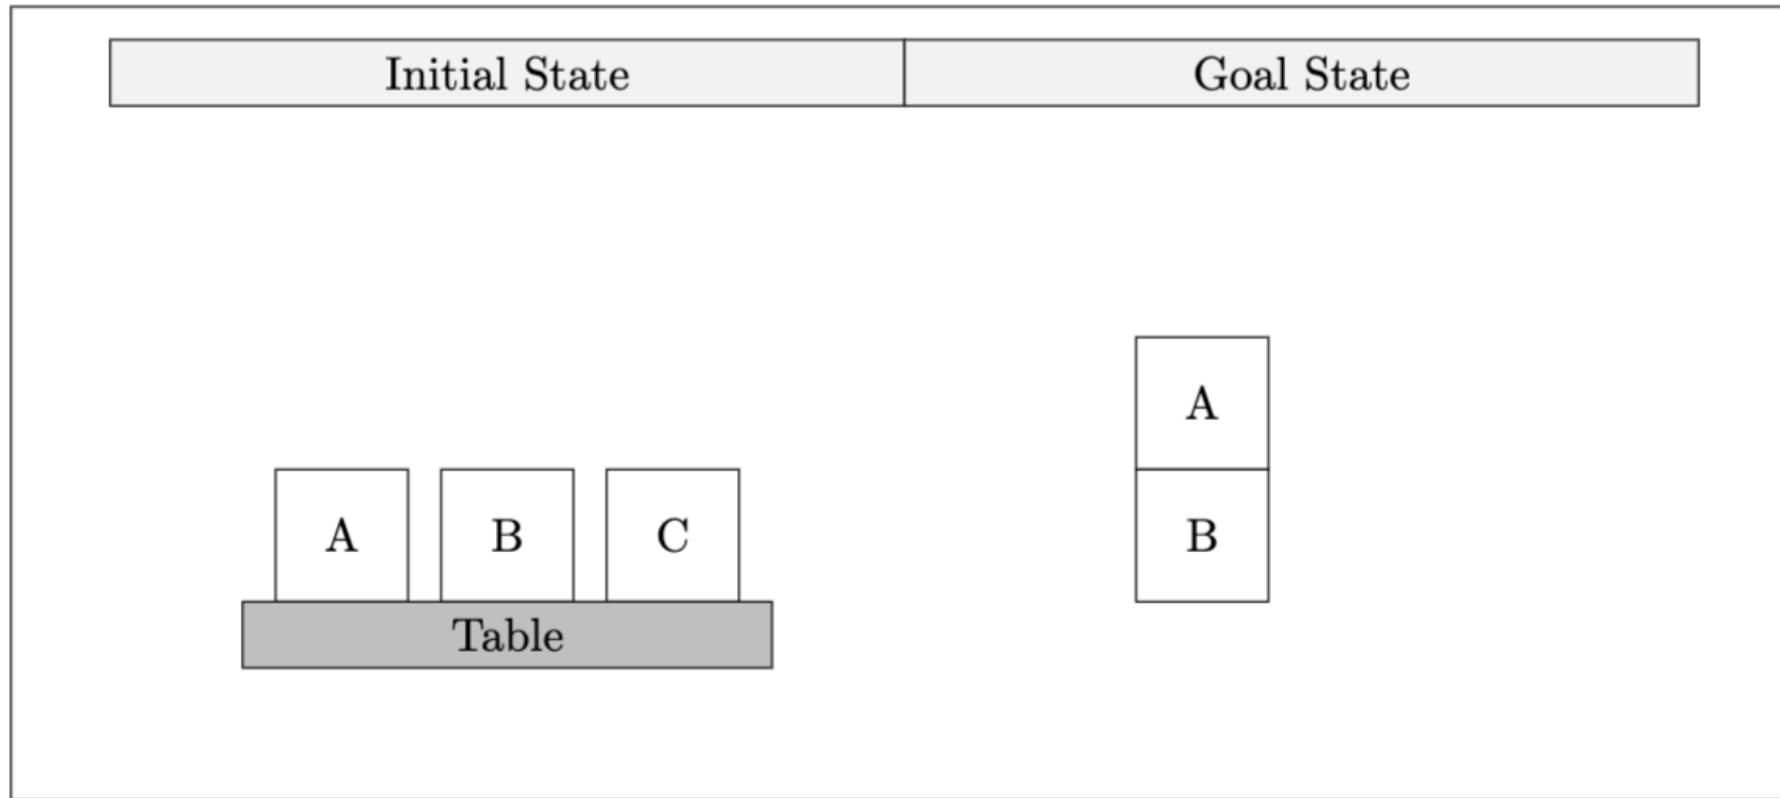 Initial State
Goal State
A
B
A B C
Table